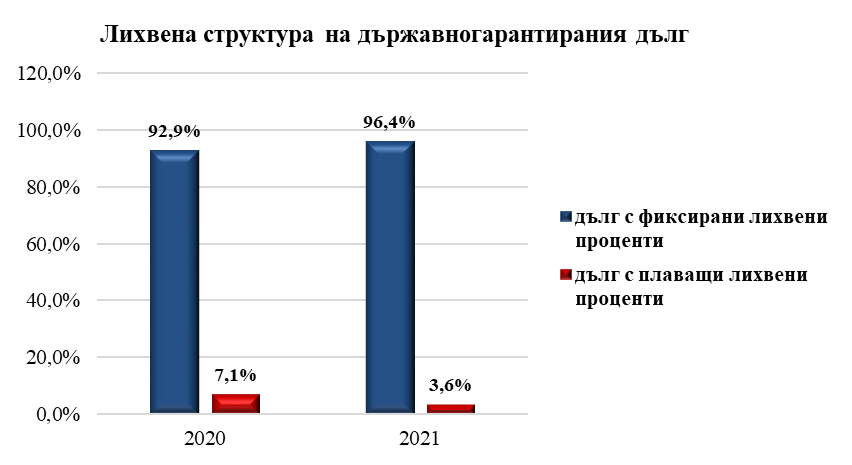 Лихвена структура на държавногарантирания дълг
120,0%
100,0%
80,0%
60,0%
40,0%
20,0%
0,0%
92,9%
7,1%
96,4%
3,6%
2020
2021
дълг с фиксирани лихвени
проценти
дълг с плаващи лихвени
проценти